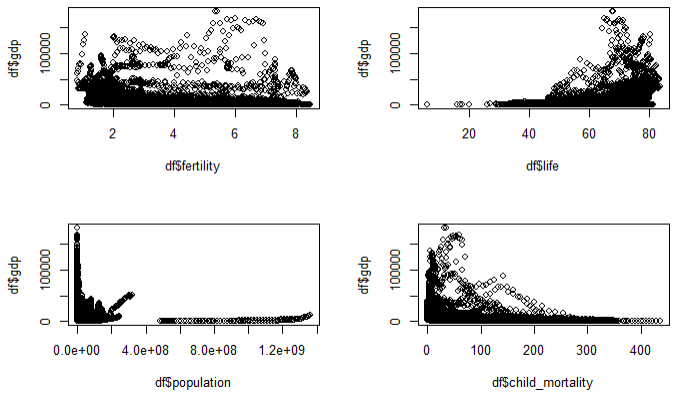 df$gdp
0 100000
2 4 6 8
df$fertility
df$gdp
0 100000
20 40 60 80
df$life
df$gdp
0 100000
0.0e+00 4.0e+08 8.0e+08 1.2e+09
df$population
df$gdp
0 100000
0 100 200 300 400
df$child_mortality